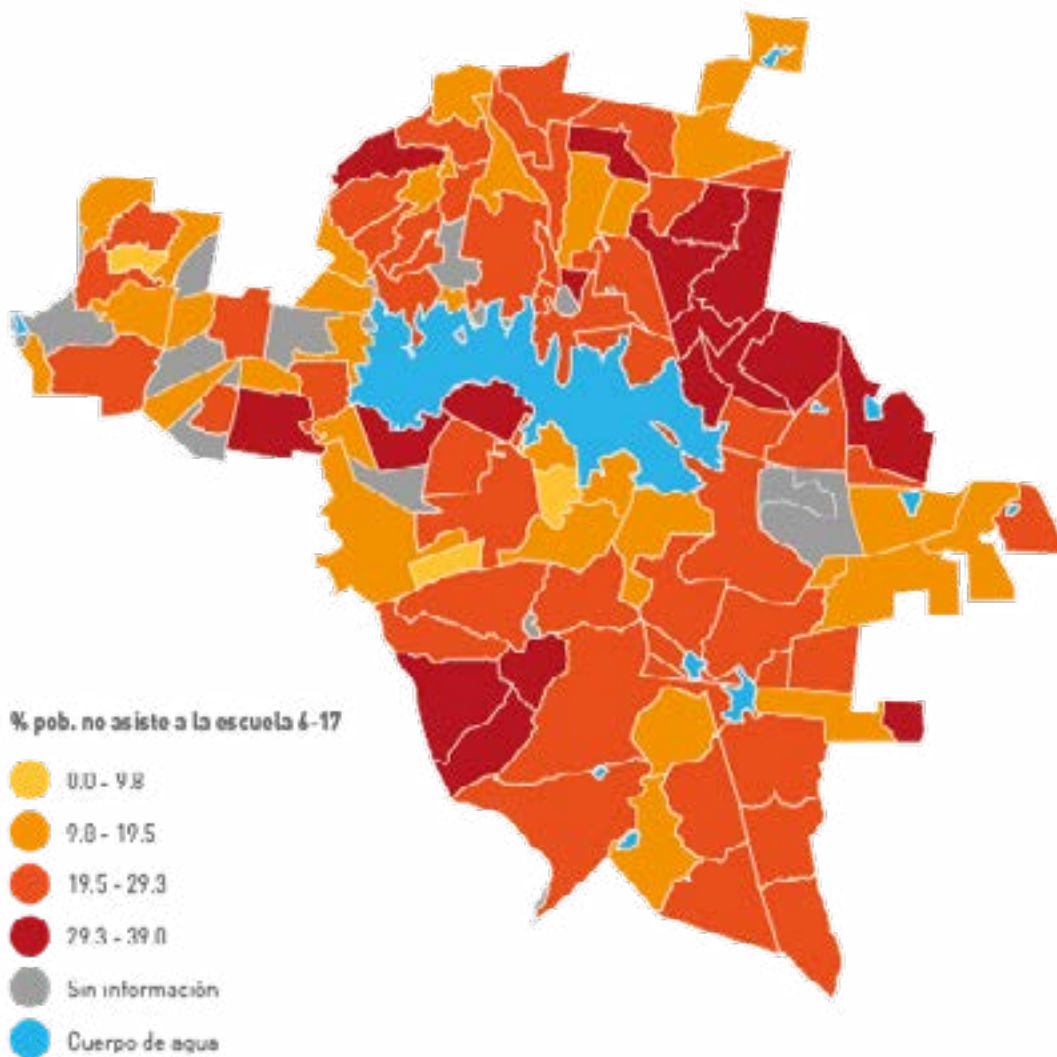 % pob. no asiste a la escuela 6-17
0.0 - 9.8
9.8 - 19.5
19.5 - 29.3
29.3 - 39.0
Sin información
Cuerpo de agua